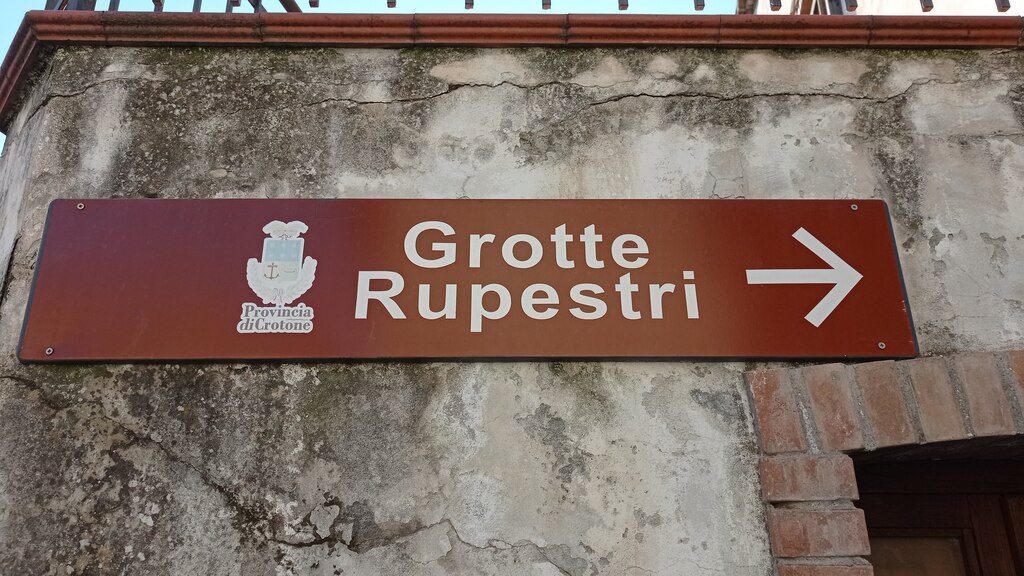 Grotte
Rupestri
Provincia
di Crotone